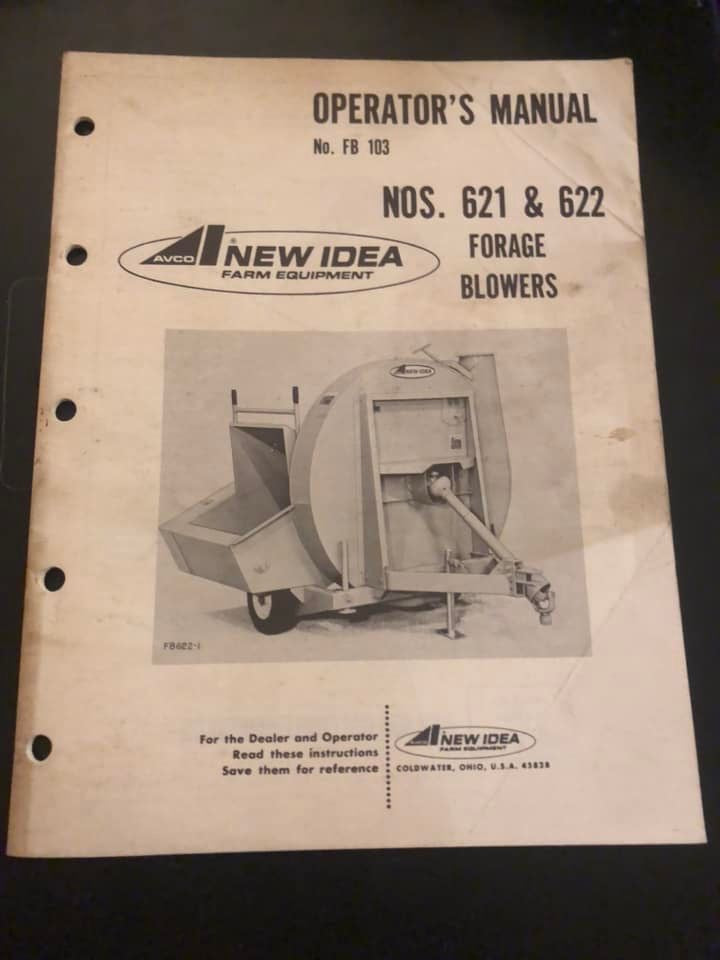 OPERATOR'S MANUAL
No. FB 103
NOS. 621 & 622
FORAGE
BLOWERS
AVCO NEW IDEA
FARM EQUIPMENT
NEW IDEA
FB622-1
For the Dealer and Operator
Read these instructions
Save them for reference
AVCO NEW IDEA
FARM EQUIPMENT
COLDWATER, OHIO, U.S.A. 45828